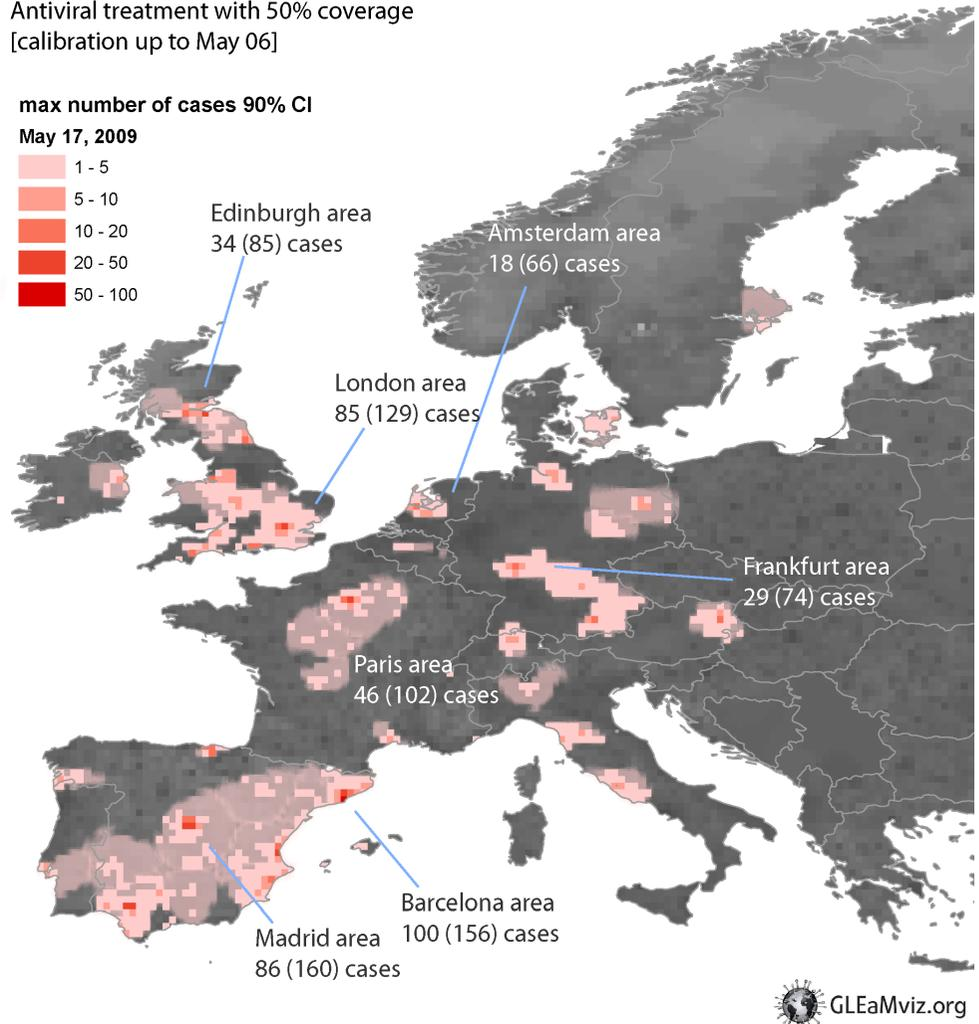 Antiviral treatment with 50% coverage
[calibration up to May 06]
max number of cases 90% CI
May 17, 2009
1 - 5
5 - 10
10 - 20
20 - 50
50 - 100
Edinburgh area
34 (85) cases
Amsterdam area
18 (66) cases
London area
85 (129) cases
Frankfurt area
29 (74) cases
Paris area
46 (102) cases
Barcelona area
100 (156) cases
Madrid area
86 (160) cases
GLEaMviz.org